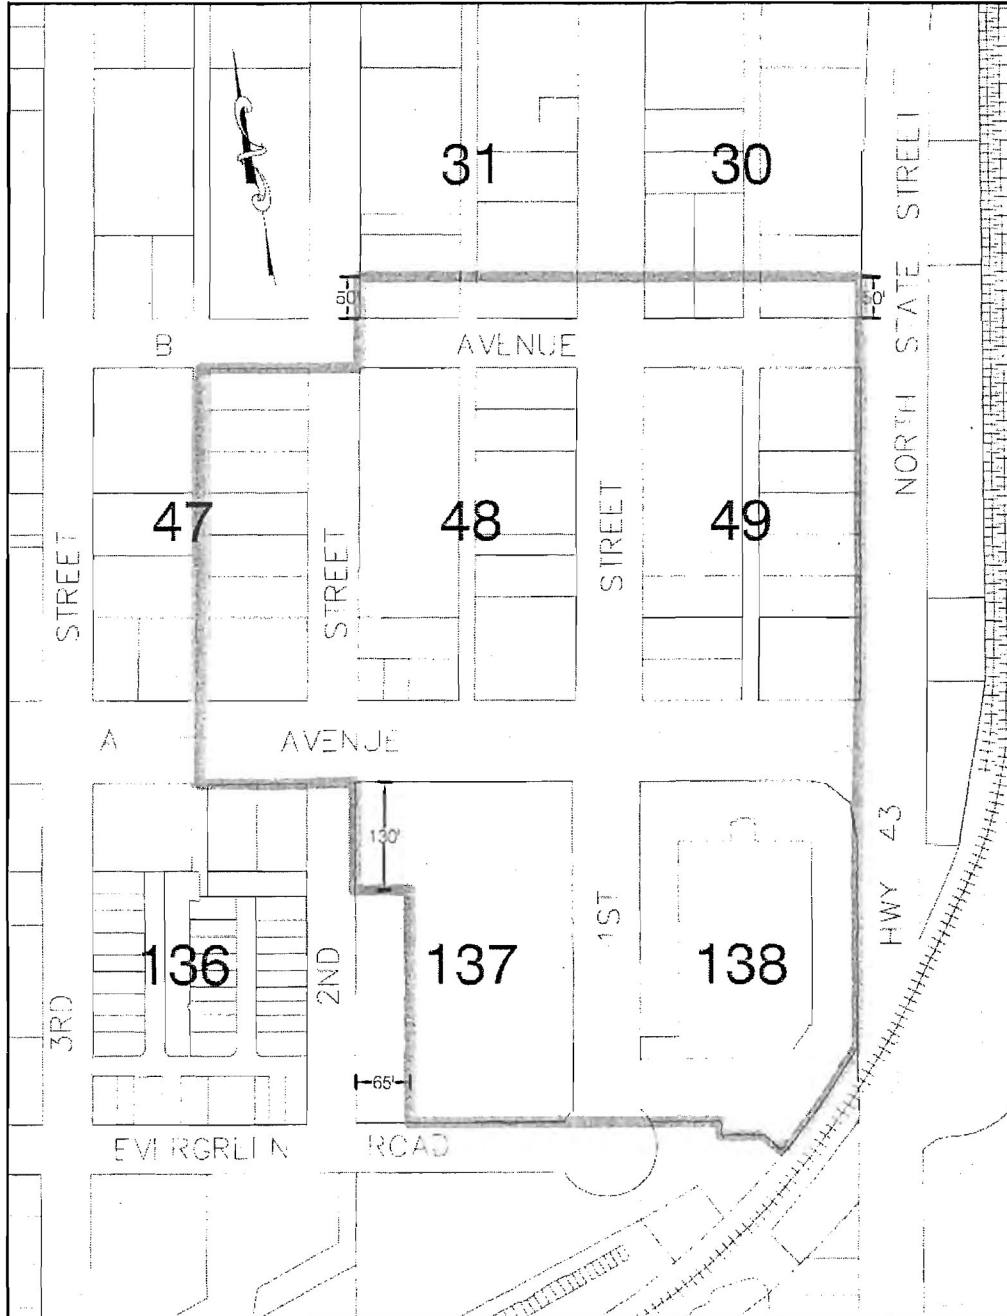 31
30
NORTH STATE STREET
50'
50'
B AVENUE
47
48
49
STREET
STREET
STREET
A AVENUE
130'
HWY 43
1ST
136
137
138
2ND
3RD
65'
EVERGREEN ROAD